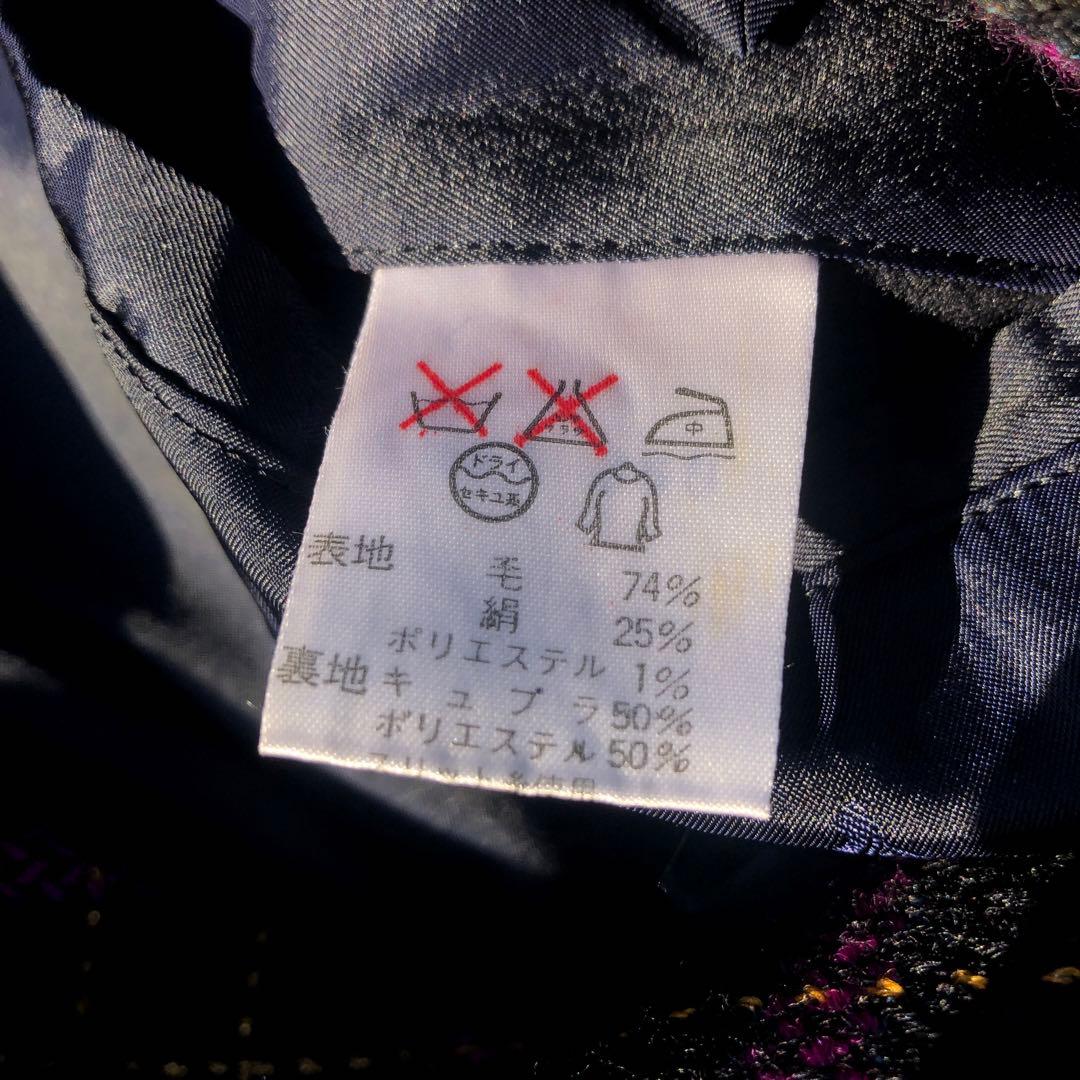 中
ドライ
セキユ系
表地 毛 74%
絹 25%
ポリエステル 1%
裏地 キュプラ 50%
ポリエステル 50%